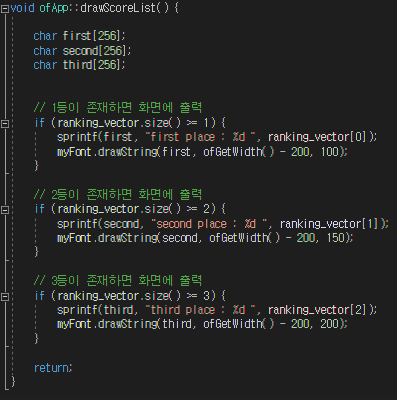 void ofApp::drawScoreList() {
char first[256];
char second[256];
char third[256];
// 1등이 존재하면 화면에 출력
if (ranking_vector.size() >= 1) {
sprintf(first, "first place : %d ", ranking_vector[0]);
myFont.drawString(first, ofGetWidth() - 200, 100);
}
// 2등이 존재하면 화면에 출력
if (ranking_vector.size() >= 2) {
sprintf(second, "second place : %d ", ranking_vector[1]);
myFont.drawString(second, ofGetWidth() - 200, 150);
}
// 3등이 존재하면 화면에 출력
if (ranking_vector.size() >= 3) {
sprintf(third, "third place : %d ", ranking_vector[2]);
myFont.drawString(third, ofGetWidth() - 200, 200);
}
return;
}